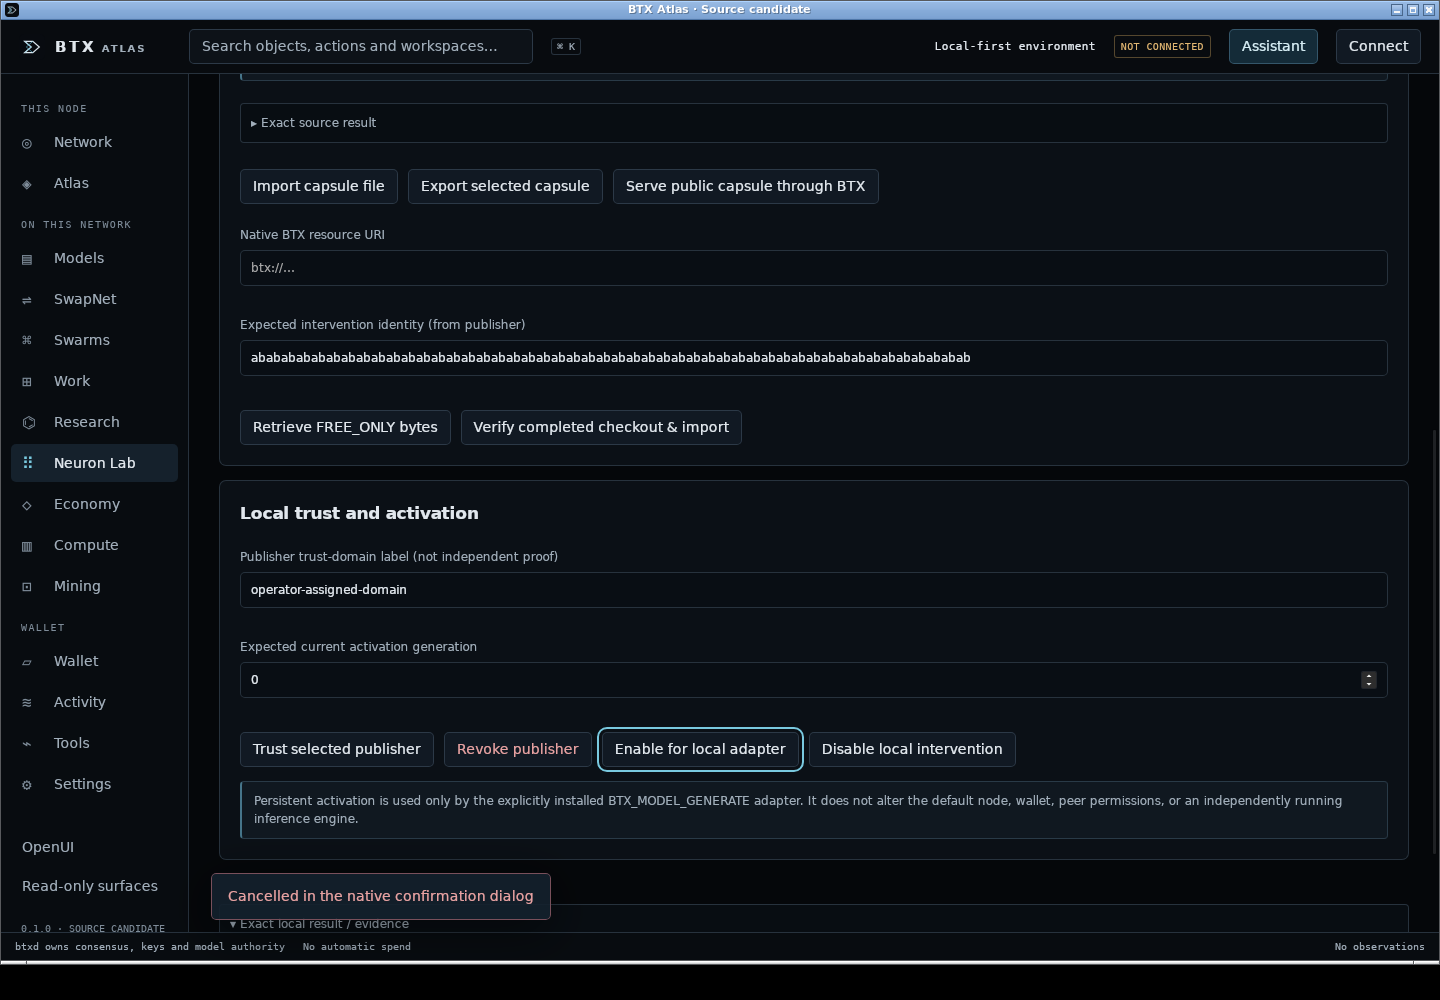 BTX Atlas · Source candidate
BTX ATLAS
Search objects, actions and workspaces...
⌘ K
Local-first environment
NOT CONNECTED
Assistant
Connect
THIS NODE
Network
Atlas
ON THIS NETWORK
Models
SwapNet
Swarms
Work
Research
Neuron Lab
Economy
Compute
Mining
WALLET
Wallet
Activity
Tools
Settings
OpenUI
Read-only surfaces
0.1.0 · SOURCE CANDIDATE
▸ Exact source result
Import capsule file
Export selected capsule
Serve public capsule through BTX
Native BTX resource URI
btx://...
Expected intervention identity (from publisher)
abababababababababababababababababababababababababababababababababababababababababababababababab
Retrieve FREE_ONLY bytes
Verify completed checkout & import
Local trust and activation
Publisher trust-domain label (not independent proof)
operator-assigned-domain
Expected current activation generation
0
Trust selected publisher
Revoke publisher
Enable for local adapter
Disable local intervention
Persistent activation is used only by the explicitly installed BTX_MODEL_GENERATE adapter. It does not alter the default node, wallet, peer permissions, or an independently running
inference engine.
Cancelled in the native confirmation dialog
▾ Exact local result / evidence
btxd owns consensus, keys and model authority
No automatic spend
No observations